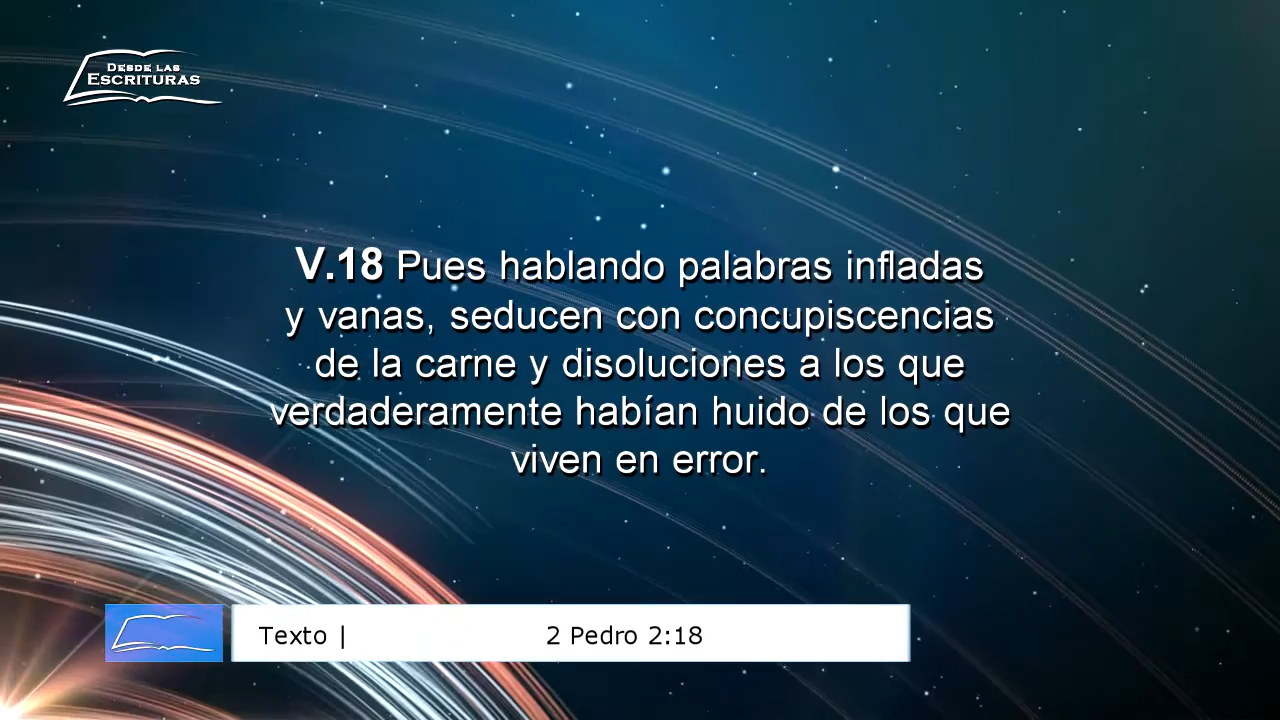 DESDE LAS
ESCRITURAS
V.18 Pues hablando palabras infladas
y vanas, seducen con concupiscencias
de la carne y disoluciones a los que
verdaderamente habían huido de los que
viven en error.
Texto | 2 Pedro 2:18